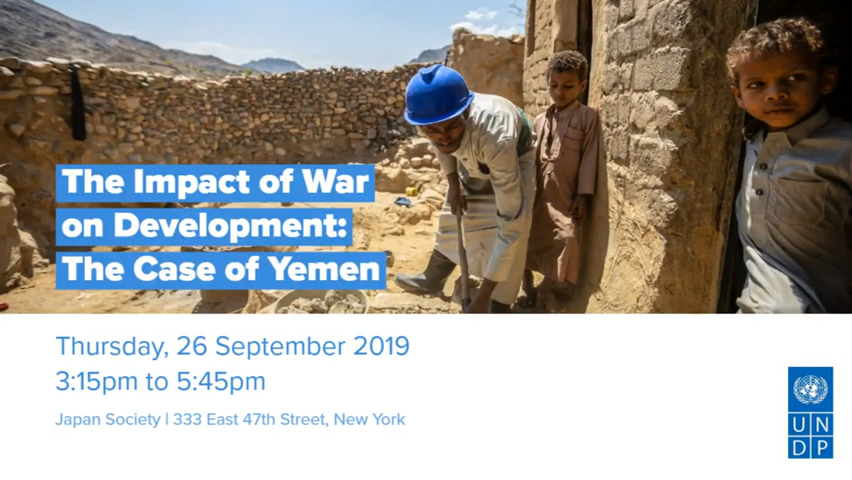 The Impact of War
on Development:
The Case of Yemen
Thursday, 26 September 2019
3:15pm to 5:45pm
Japan Society | 333 East 47th Street, New York
U N
D P